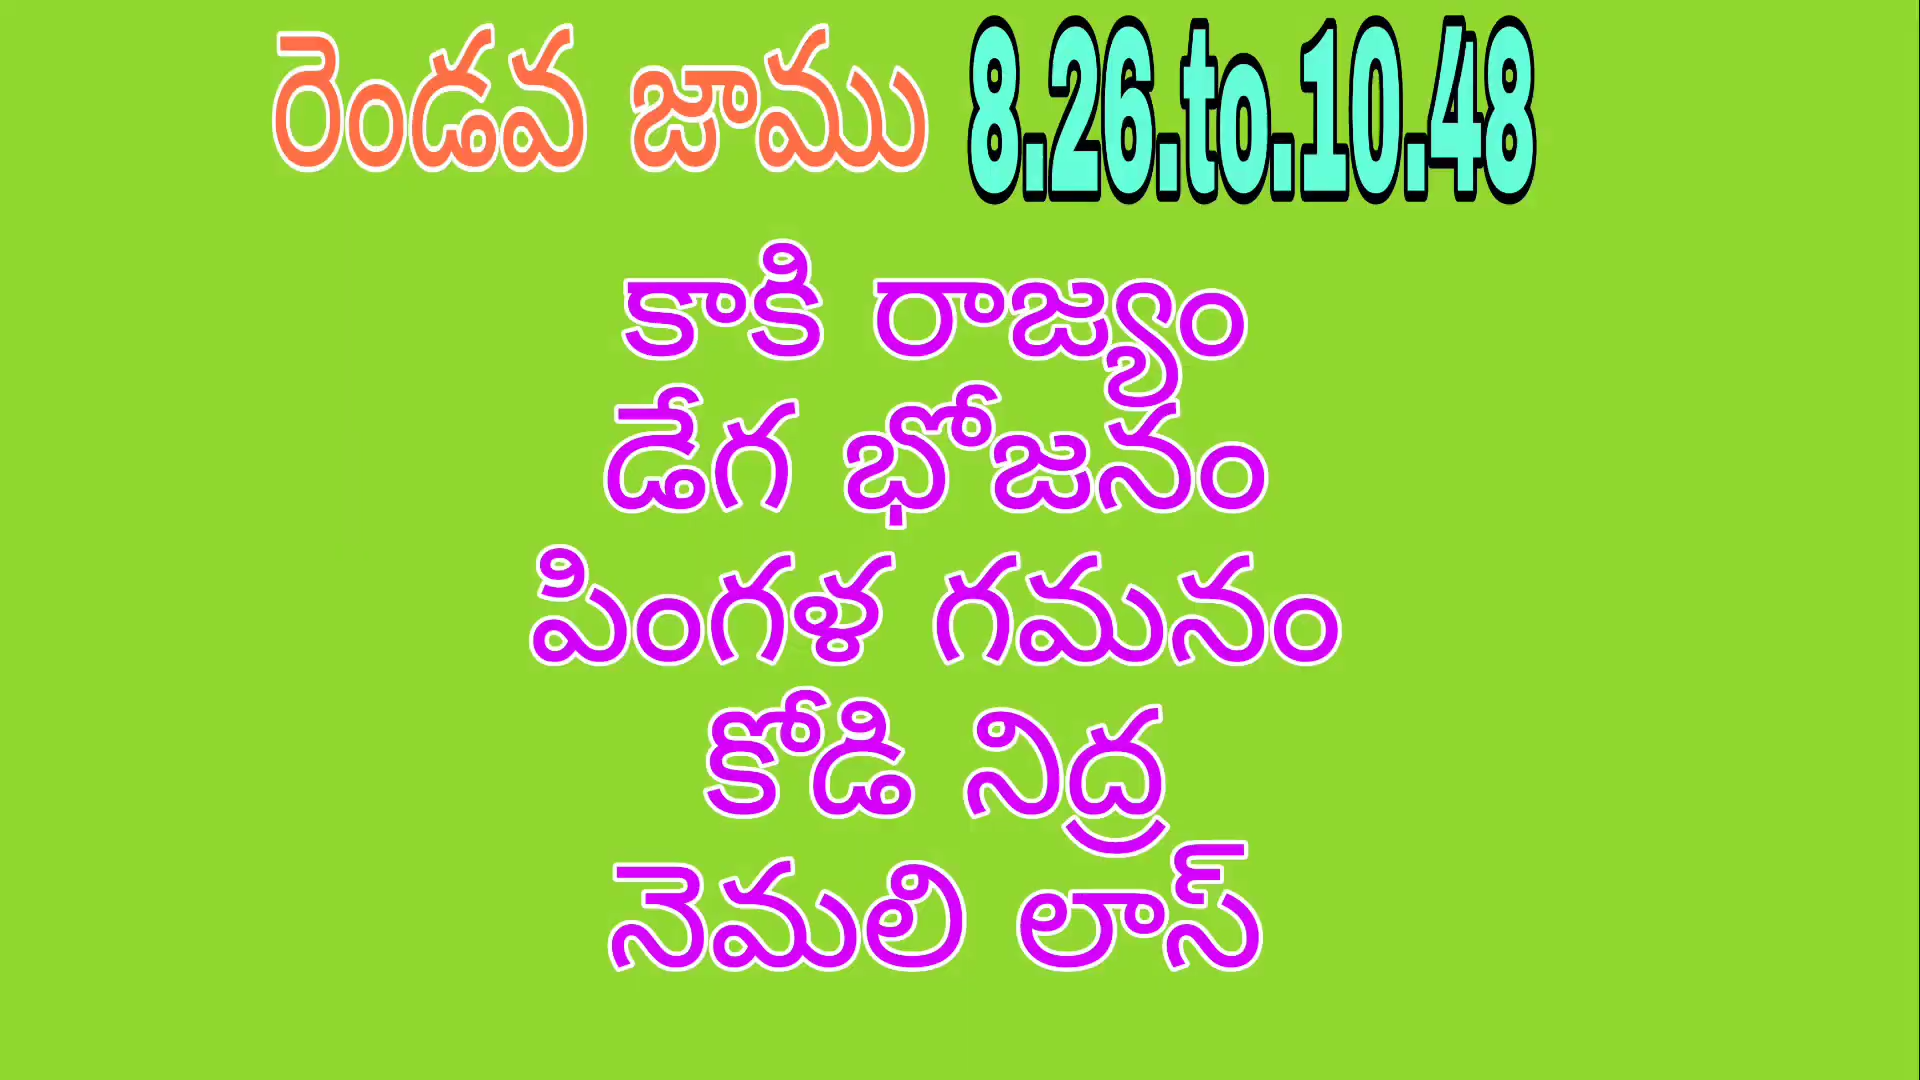 రెండవ జాము 8.26.to.10.48
కాకి రాజ్యం
డేగ భోజనం
పింగళ గమనం
కోడి నిద్ర
నెమలి లాస్